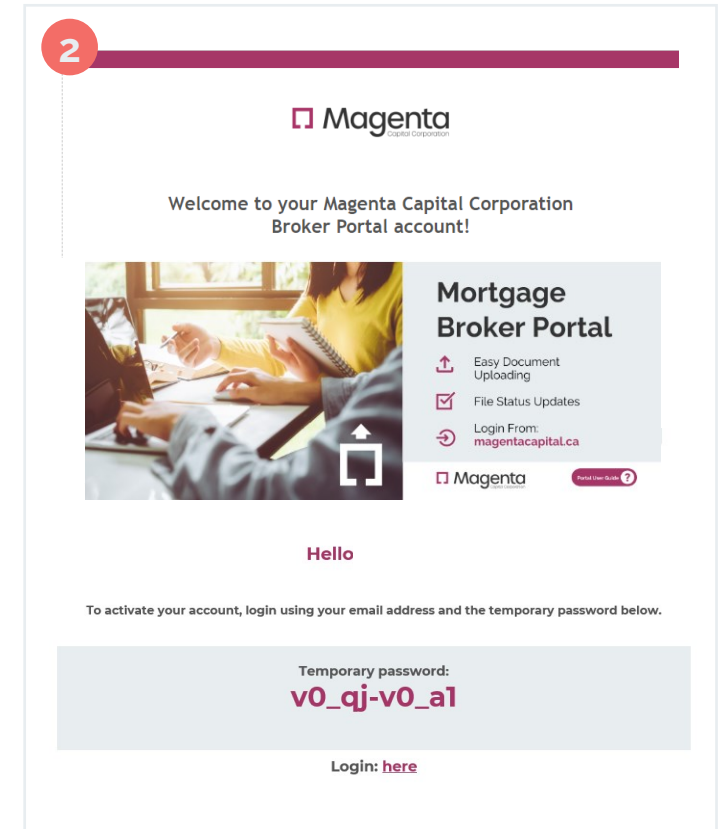 2
Magenta
Capital Corporation
Welcome to your Magenta Capital Corporation
Broker Portal account!
Mortgage
Broker Portal
Easy Document
Uploading
File Status Updates
Login From:
magentacapital.ca
Magenta
Capital Corporation
Portal User Guide ?
Hello
To activate your account, login using your email address and the temporary password below.
Temporary password:
v0_qj-v0_a1
Login: here